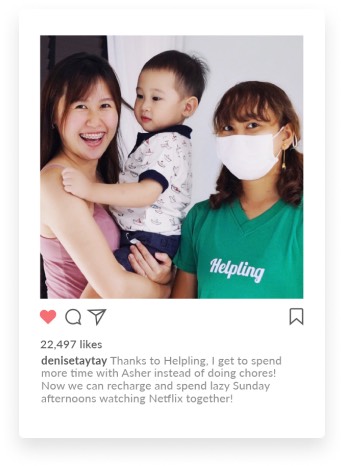 Helpling
22,497 likes
denisetaytay Thanks to Helpling, I get to spend
more time with Asher instead of doing chores!
Now we can recharge and spend lazy Sunday
afternoons watching Netflix together!